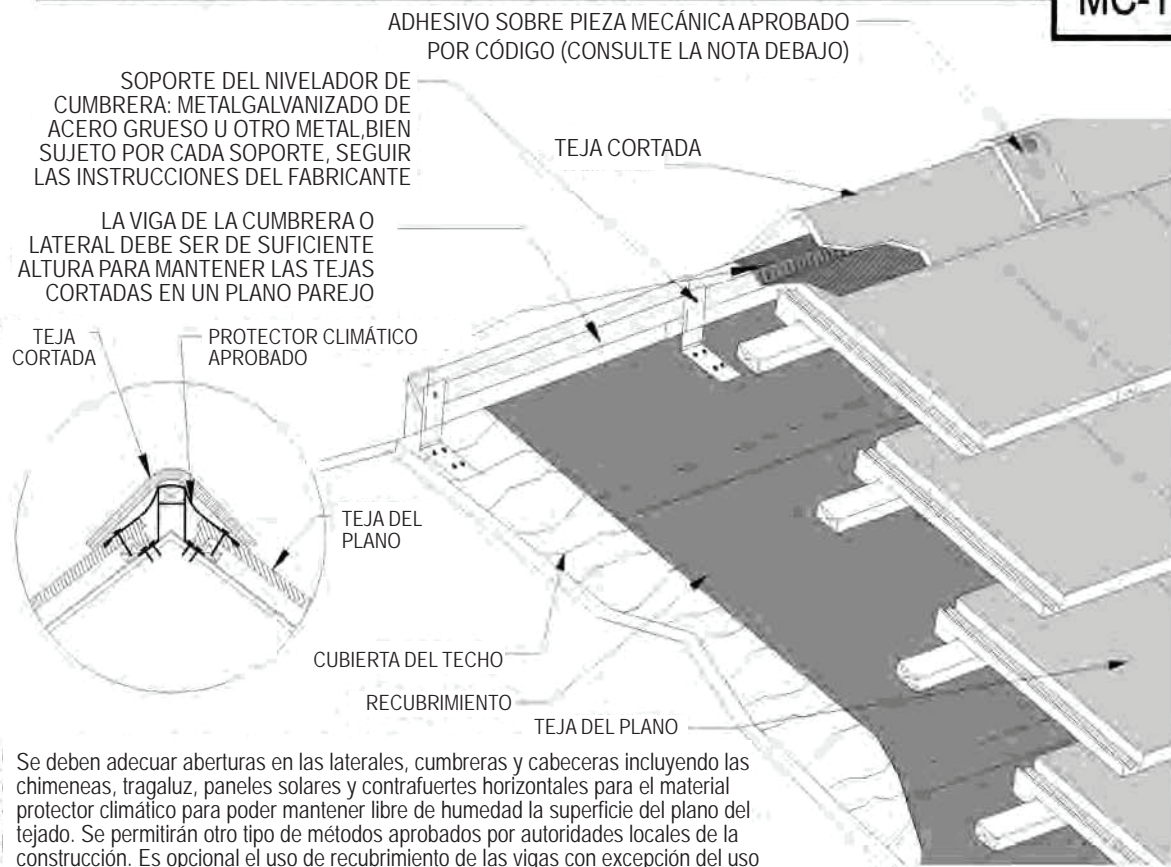 MC-1
ADHESIVO SOBRE PIEZA MECÁNICA APROBADO
POR CÓDIGO (CONSULTE LA NOTA DEBAJO)
SOPORTE DEL NIVELADOR DE
CUMBRERA: METALGALVANIZADO DE
ACERO GRUESO U OTRO METAL,BIEN
SUJETO POR CADA SOPORTE, SEGUIR
LAS INSTRUCCIONES DEL FABRICANTE
TEJA CORTADA
LA VIGA DE LA CUMBRERA O
LATERAL DEBE SER DE SUFICIENTE
ALTURA PARA MANTENER LAS TEJAS
CORTADAS EN UN PLANO PAREJO
TEJA
CORTADA
PROTECTOR CLIMÁTICO
APROBADO
TEJA DEL
PLANO
CUBIERTA DEL TECHO
RECUBRIMIENTO
TEJA DEL PLANO
Se deben adecuar aberturas en las laterales, cumbreras y cabeceras incluyendo las
chimeneas, tragaluz, paneles solares y contrafuertes horizontales para el material
protector climático para poder mantener libre de humedad la superficie del plano del
tejado. Se permitirán otro tipo de métodos aprobados por autoridades locales de la
construcción. Es opcional el uso de recubrimiento de las vigas con excepción del uso